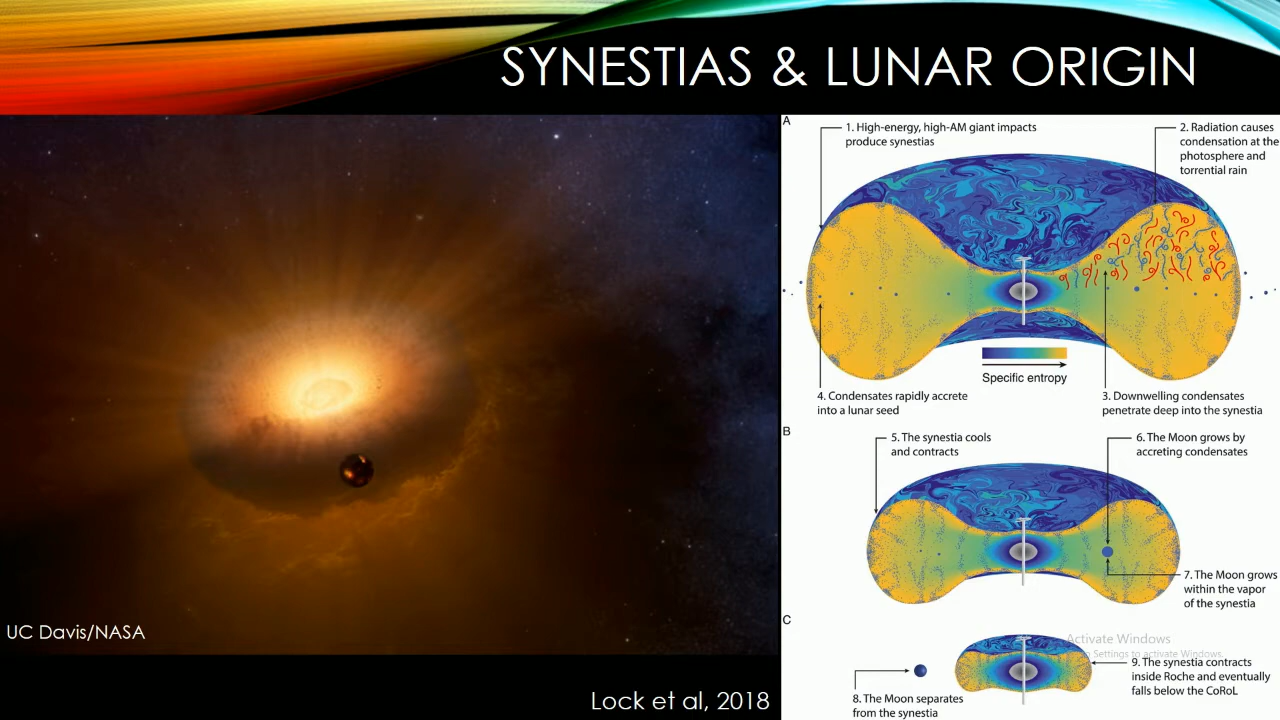 SYNESTIAS & LUNAR ORIGIN
A
1. High-energy, high-AM giant impacts
produce synestias
2. Radiation causes
condensation at the
photosphere and
torrential rain
Specific entropy
4. Condensates rapidly accrete
into a lunar seed
3. Downwelling condensates
penetrate deep into the synestia
B
5. The synestia cools
and contracts
6. The Moon grows by
accreting condensates
7. The Moon grows
within the vapor
of the synestia
C
Activate Windows
Settings to activate Windows.
9. The synestia contracts
inside Roche and eventually
falls below the CoRoL
8. The Moon separates
from the synestia
UC Davis/NASA
Lock et al, 2018